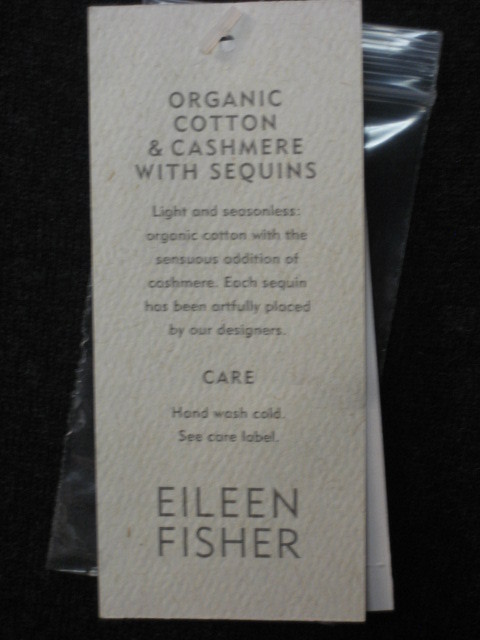 ORGANIC
COTTON
& CASHMERE
WITH SEQUINS
Light and seasonless:
organic cotton with the
sensuous addition of
cashmere. Each sequin
has been artfully placed
by our designers.
CARE
Hand wash cold.
See care label.
EILEEN
FISHER